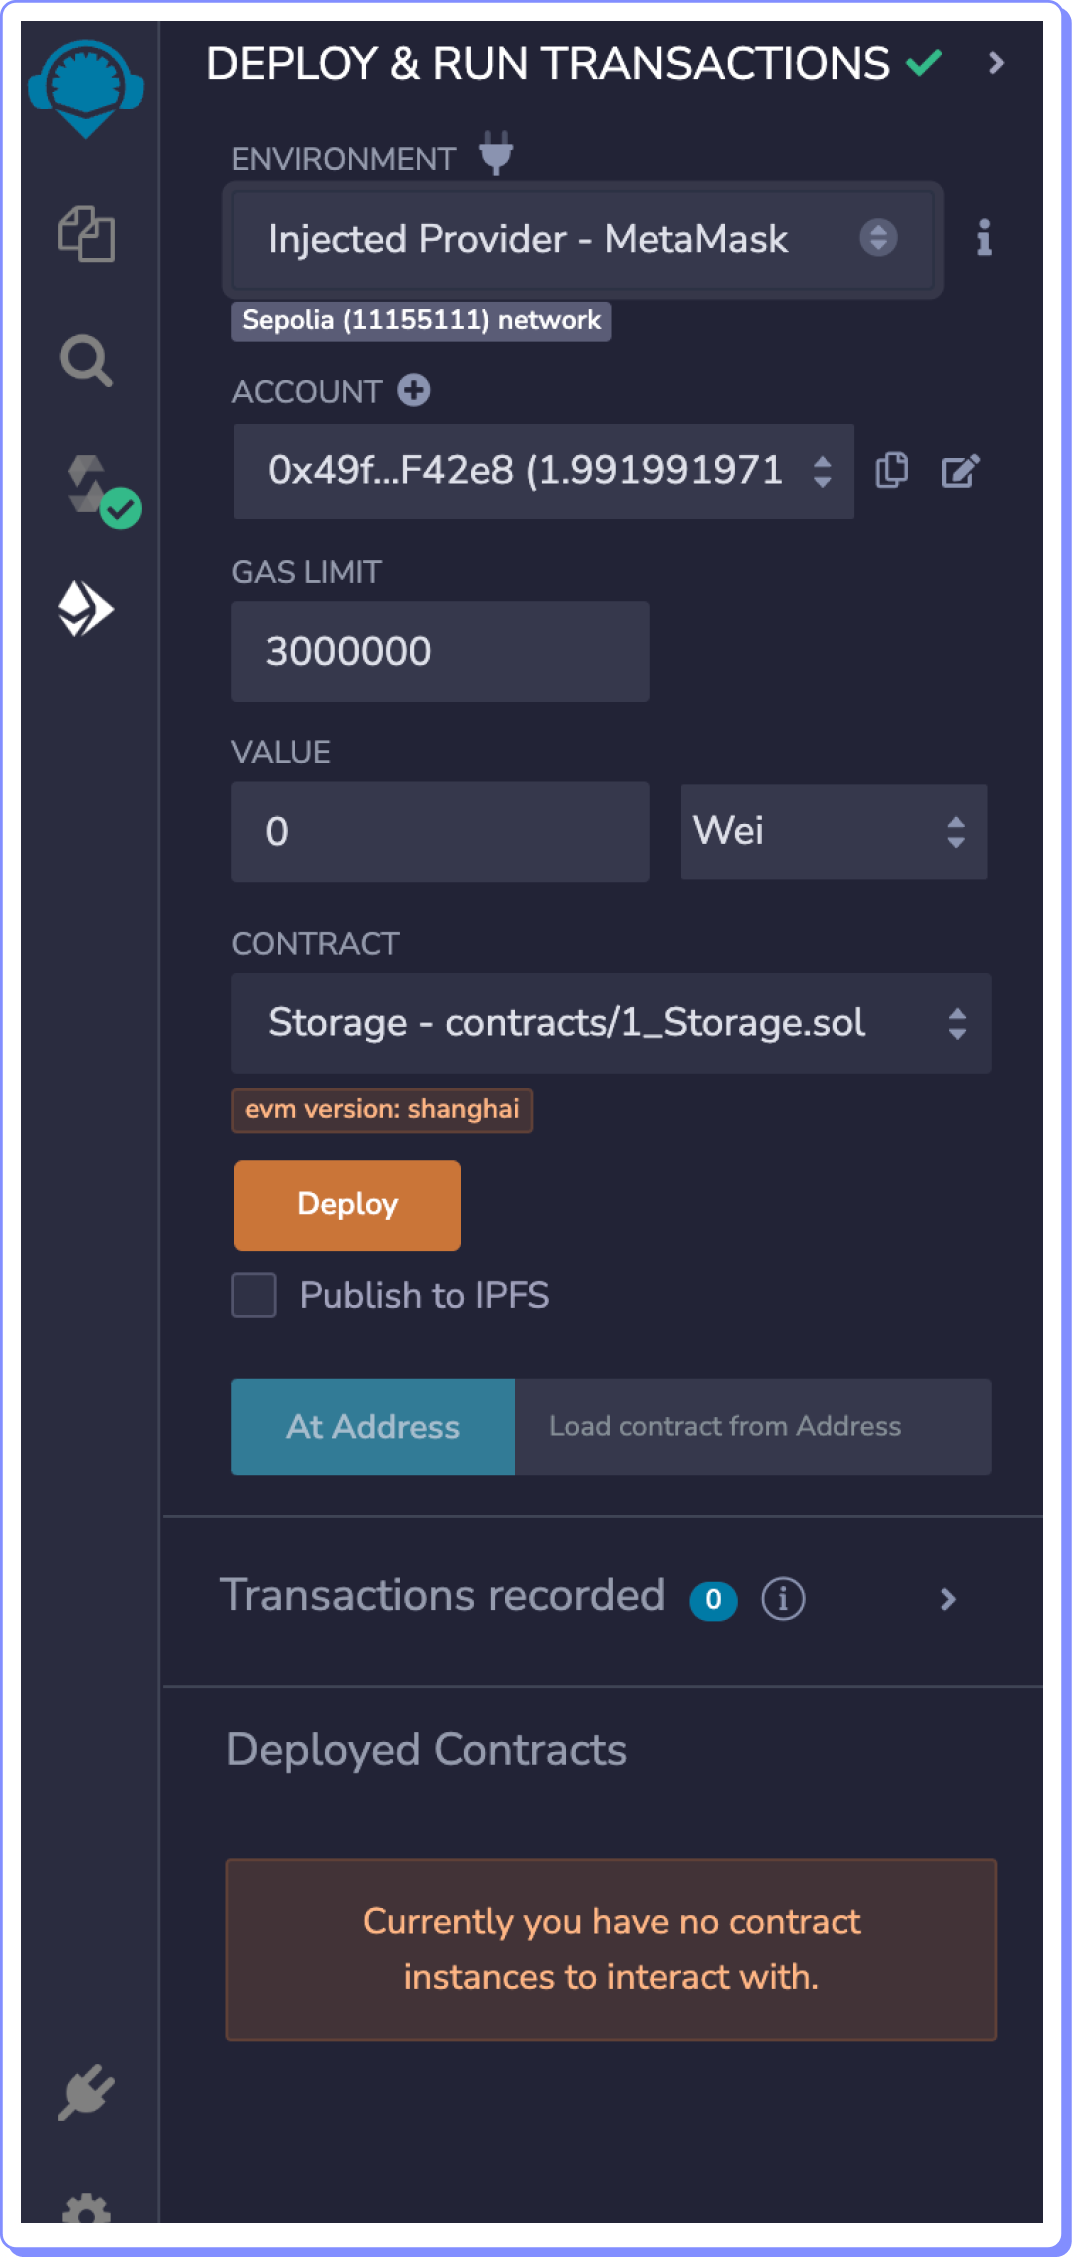 DEPLOY & RUN TRANSACTIONS
ENVIRONMENT
Injected Provider - MetaMask
Sepolia (11155111) network
ACCOUNT
0x49f...F42e8 (1.991991971
GAS LIMIT
3000000
VALUE
0 Wei
CONTRACT
Storage - contracts/1_Storage.sol
evm version: shanghai
Deploy
Publish to IPFS
At Address Load contract from Address
Transactions recorded 0
Deployed Contracts
Currently you have no contract
instances to interact with.